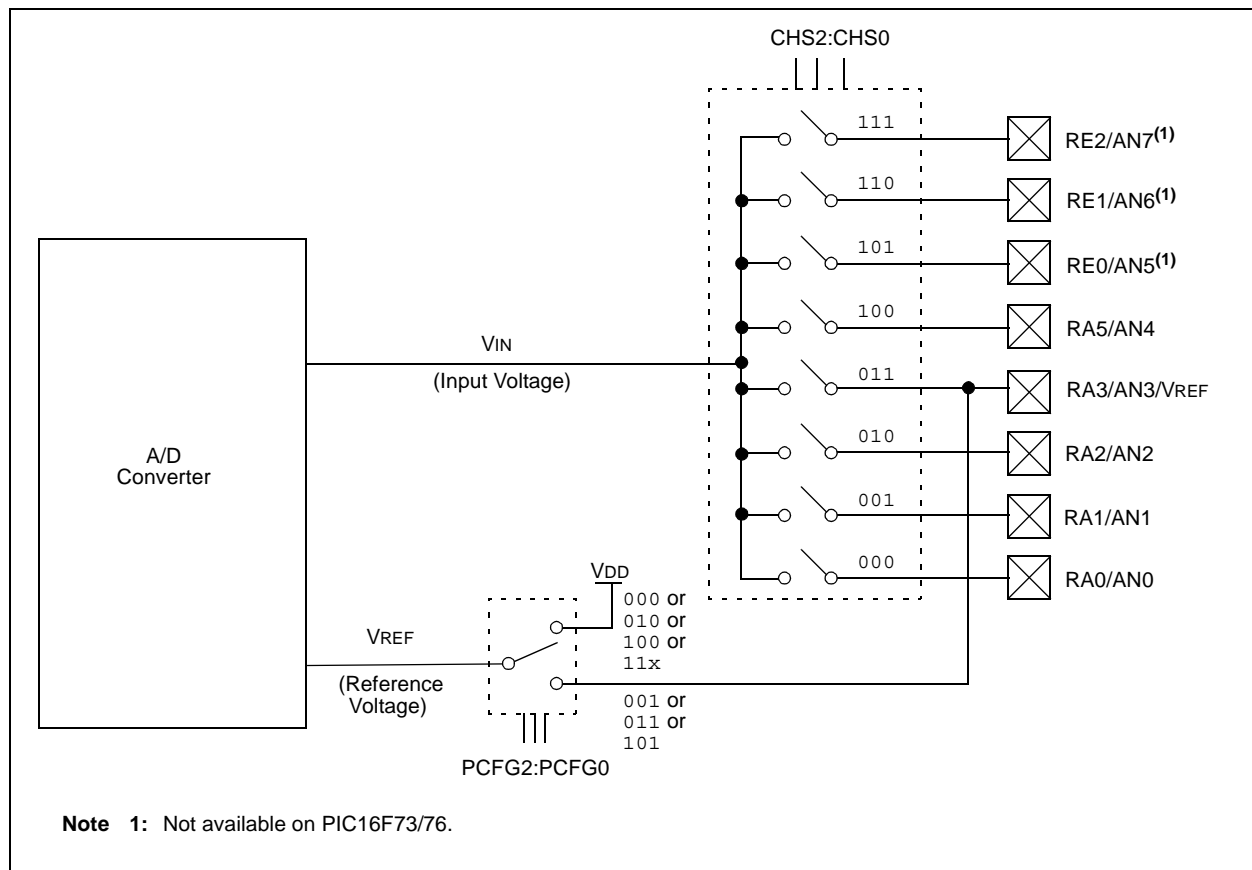 CHS2:CHS0
111
RE2/AN7(1)
110
RE1/AN6(1)
101
RE0/AN5(1)
100
RA5/AN4
VIN
(Input Voltage)
011
RA3/AN3/VREF
010
RA2/AN2
A/D
Converter
001
RA1/AN1
000
RA0/AN0
VDD
000 or
010 or
100 or
11x
VREF
(Reference
Voltage)
001 or
011 or
101
PCFG2:PCFG0
Note 1: Not available on PIC16F73/76.